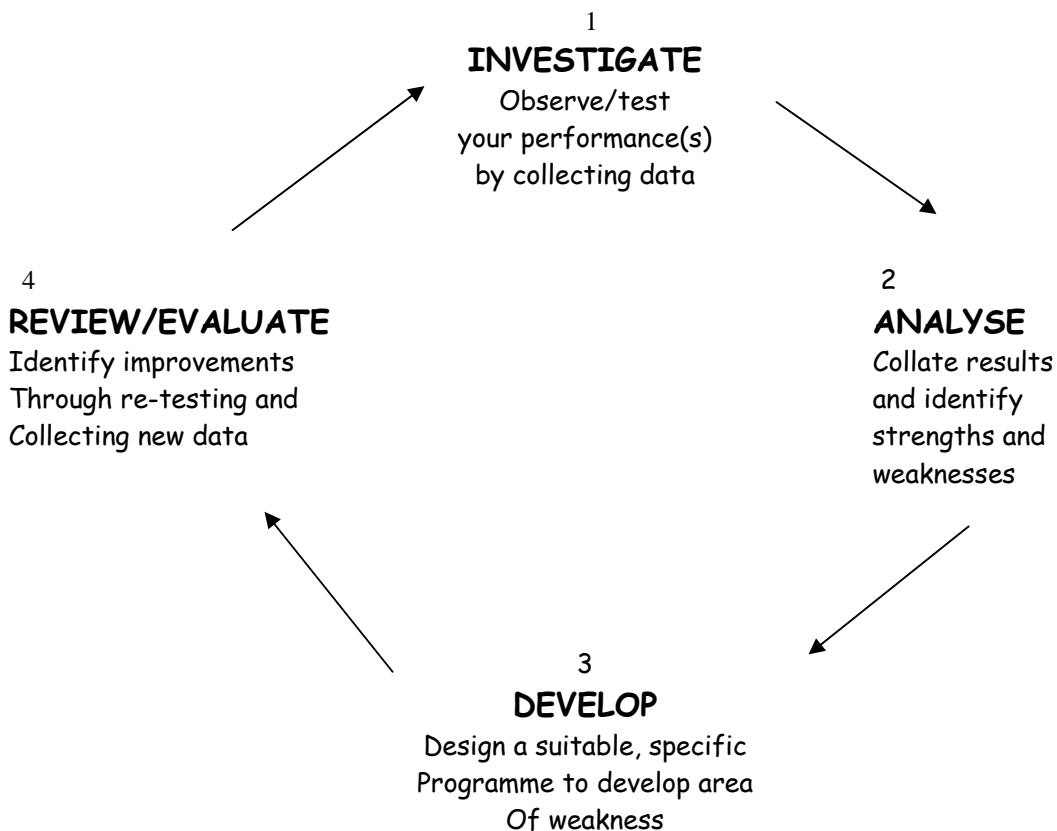 1
INVESTIGATE
Observe/test
your performance(s)
by collecting data
2
ANALYSE
Collate results
and identify
strengths and
weaknesses
3
DEVELOP
Design a suitable, specific
Programme to develop area
Of weakness
4
REVIEW/EVALUATE
Identify improvements
Through re-testing and
Collecting new data